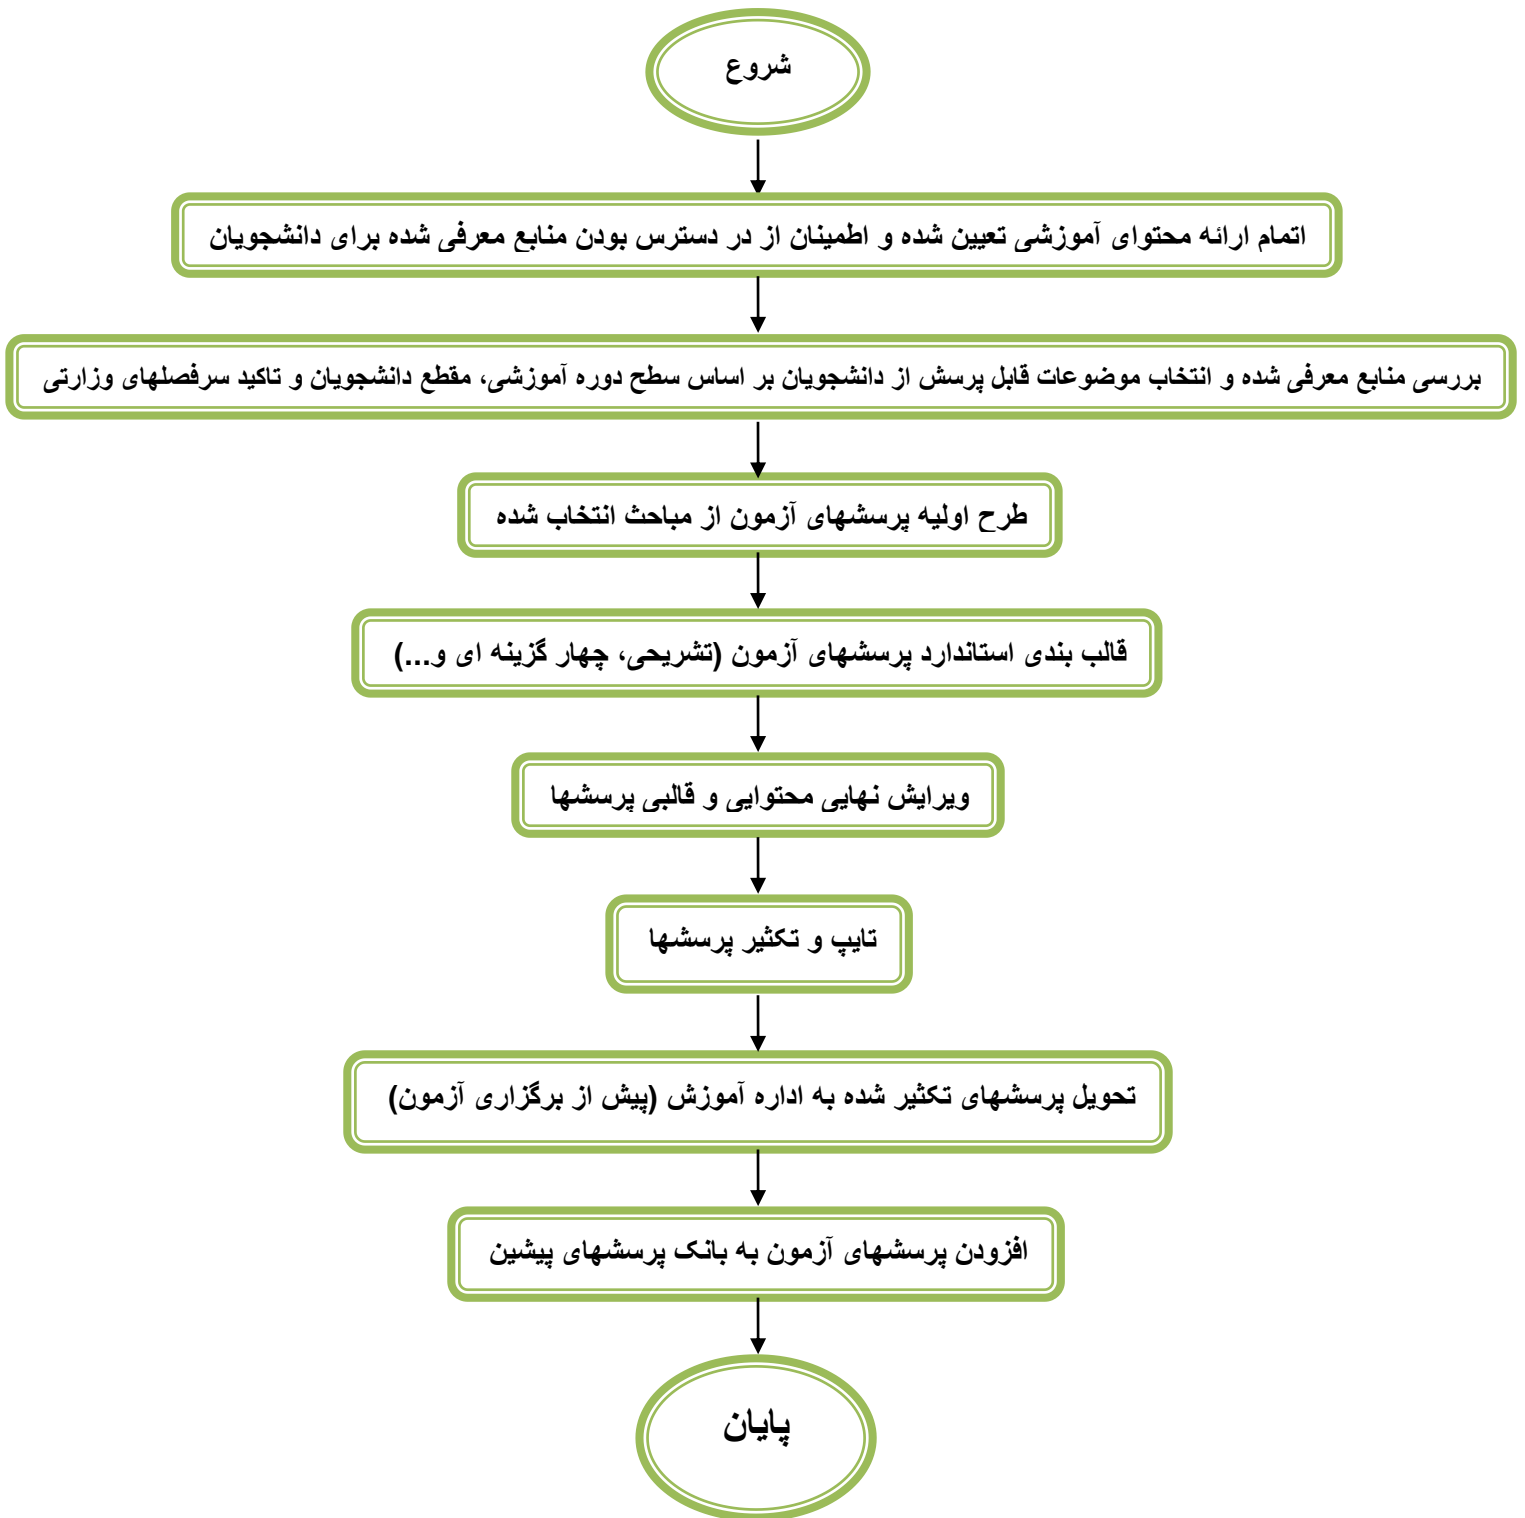 شروع
اتمام ارائه محتوای آموزشی تعیین شده و اطمینان از در دسترس بودن منابع معرفی شده برای دانشجویان
بررسی منابع معرفی شده و انتخاب موضوعات قابل پرسش از دانشجویان بر اساس سطح دوره آموزشی، مقطع دانشجویان و تاکید سرفصلهای وزارتی
طرح اولیه پرسشهای آزمون از مباحث انتخاب شده
قالب بندی استاندارد پرسشهای آزمون (تشریحی، چهار گزینه ای و...)
ویرایش نهایی محتوایی و قالبی پرسشها
تایپ و تکثیر پرسشها
تحویل پرسشهای تکثیر شده به اداره آموزش (پیش از برگزاری آزمون)
افزودن پرسشهای آزمون به بانک پرسشهای پیشین
پایان